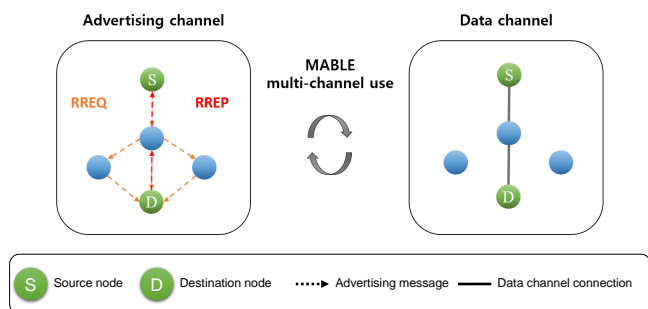 Advertising channel
Data channel
MABLE
multi-channel use
S
RREQ
RREP
D
S
D
S Source node
D Destination node
Advertising message
Data channel connection